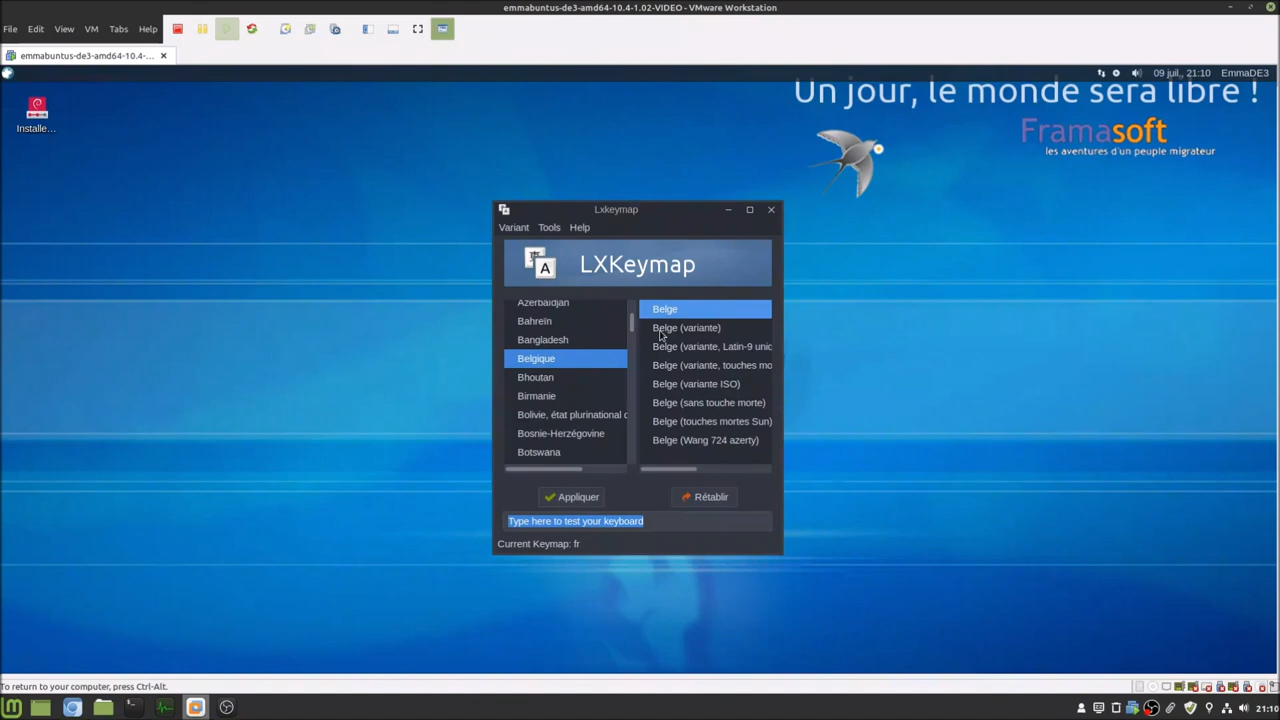 emmabuntus-de3-amd64-10.4-1.02-VIDEO - VMware Workstation
File Edit View VM Tabs Help
emmabuntus-de3-amd64-10.4-...
09 juil, 21:10 EmmaDE3
Un jour, le monde sera libre !
Framasoft
les aventures d'un peuple migrateur
Installe...
Lxkeymap
Variant Tools Help
A
LXKeymap
Azerbaïdjan
Bahreïn
Bangladesh
Belgique
Bhoutan
Birmanie
Bolivie, état plurinational d
Bosnie-Herzégovine
Botswana
Belge
Belge (variante)
Belge (variante, Latin-9 unic
Belge (variante, touches mo
Belge (variante ISO)
Belge (sans touche morte)
Belge (touches mortes Sun)
Belge (Wang 724 azerty)
Appliquer Rétablir
Type here to test your keyboard
Current Keymap: fr
To return to your computer, press Ctrl-Alt.
21:10